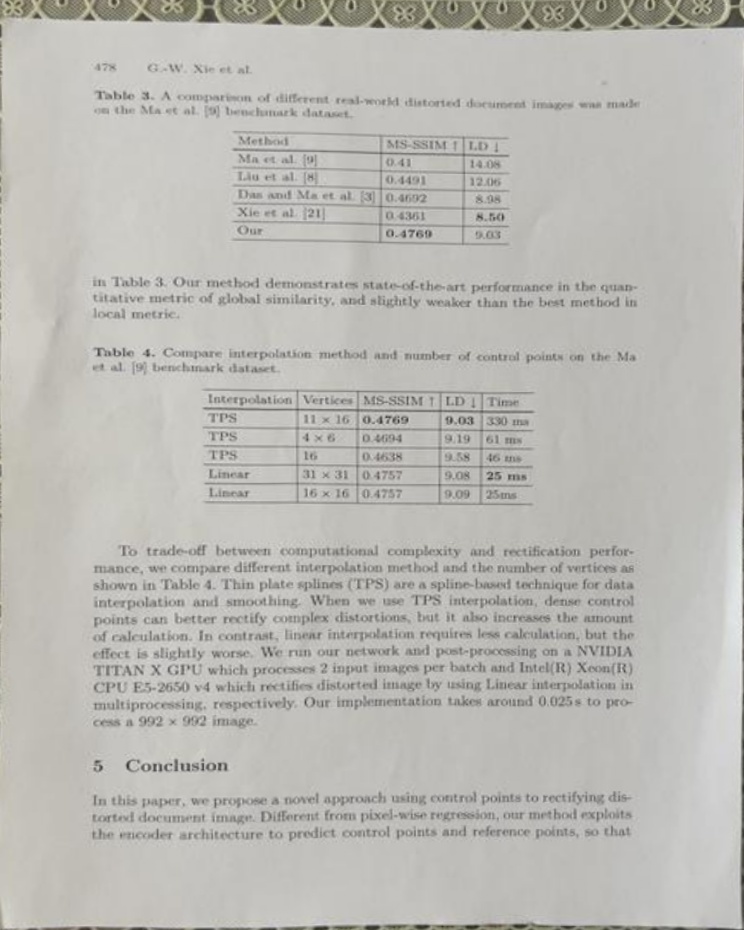 478 G.-W. Xie et al.
Table 3. A comparison of different real-world distorted document images was made
on the Ma et al. [9] benchmark dataset.
Method MS-SSIM ↑ LD ↓
Ma et al. [9] 0.41 14.08
Liu et al. [8] 0.4491 12.06
Das and Ma et al. [3] 0.4692 8.98
Xie et al. [21] 0.4361 8.50
Our 0.4769 9.03
in Table 3. Our method demonstrates state-of-the-art performance in the quan-
titative metric of global similarity, and slightly weaker than the best method in
local metric.
Table 4. Compare interpolation method and number of control points on the Ma
et al. [9] benchmark dataset.
Interpolation Vertices MS-SSIM ↑ LD ↓ Time
TPS 11 × 16 0.4769 9.03 330 ms
TPS 4 × 6 0.4694 9.19 61 ms
TPS 16 0.4638 9.58 46 ms
Linear 31 × 31 0.4757 9.08 25 ms
Linear 16 × 16 0.4757 9.09 25ms
To trade-off between computational complexity and rectification perfor-
mance, we compare different interpolation method and the number of vertices as
shown in Table 4. Thin plate splines (TPS) are a spline-based technique for data
interpolation and smoothing. When we use TPS interpolation, dense control
points can better rectify complex distortions, but it also increases the amount
of calculation. In contrast, linear interpolation requires less calculation, but the
effect is slightly worse. We run our network and post-processing on a NVIDIA
TITAN X GPU which processes 2 input images per batch and Intel(R) Xeon(R)
CPU E5-2650 v4 which rectifies distorted image by using Linear interpolation in
multiprocessing, respectively. Our implementation takes around 0.025 s to pro-
cess a 992 × 992 image.
5 Conclusion
In this paper, we propose a novel approach using control points to rectifying dis-
torted document image. Different from pixel-wise regression, our method exploits
the encoder architecture to predict control points and reference points, so that